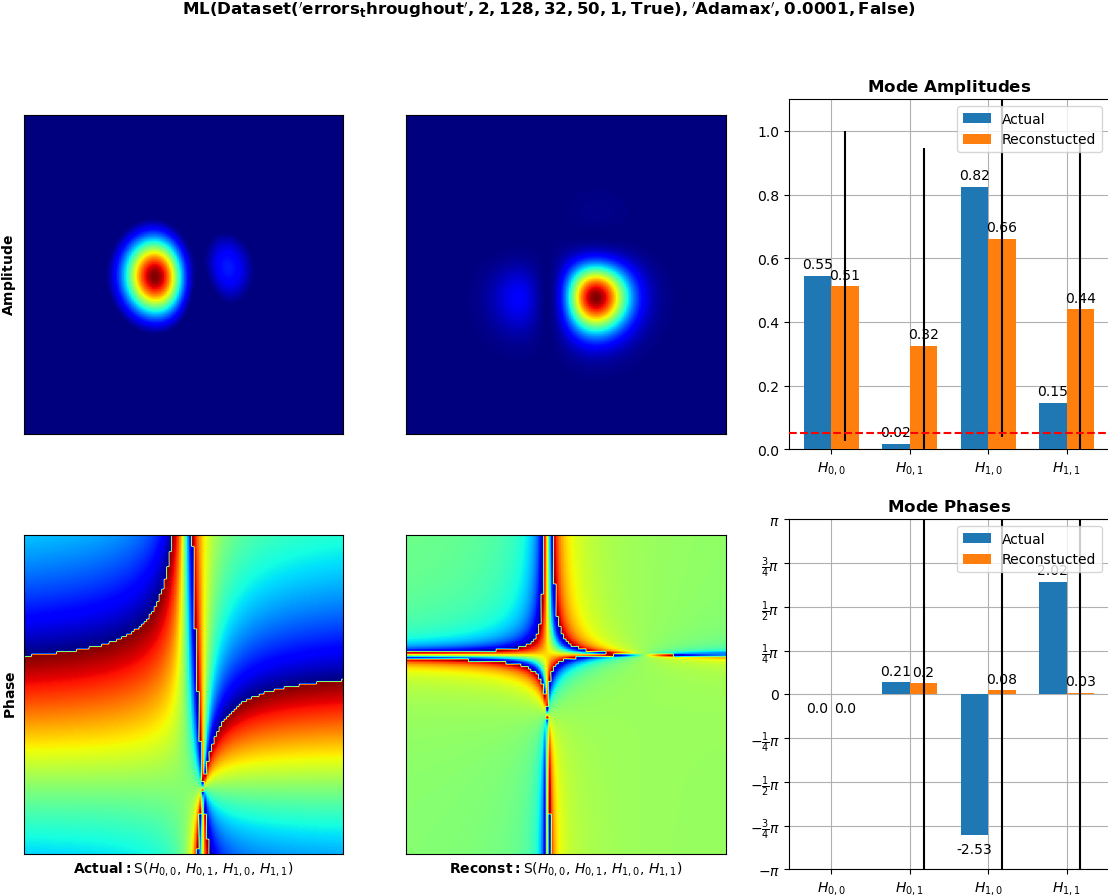 ML(Dataset('errors_throughout', 2, 128, 32, 50, 1, True), 'Adamax', 0.0001, False)
Amplitude
Mode Amplitudes
Actual
Reconstucted
1.0
0.8
0.6
0.4
0.2
0.0
0.55
0.51
0.02
0.32
0.82
0.66
0.15
0.44
H0,0
H0,1
H1,0
H1,1
Phase
Actual: S(H0,0, H0,1, H1,0, H1,1)
Reconst: S(H0,0, H0,1, H1,0, H1,1)
Mode Phases
Actual
Reconstucted
π
3/4π
1/2π
1/4π
0
−1/4π
−1/2π
−3/4π
−π
0.0
0.0
0.21
0.2
-2.53
0.08
2.02
0.03
H0,0
H0,1
H1,0
H1,1